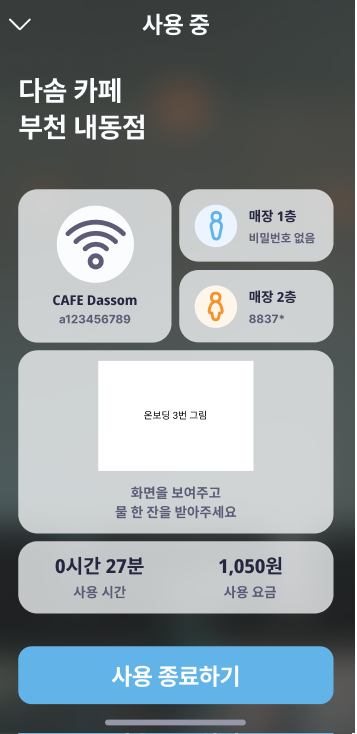 사용 중
다솜 카페
부천 내동점
CAFE Dassom
a123456789
매장 1층
비밀번호 없음
매장 2층
8837*
온보딩 3번 그림
화면을 보여주고
물 한 잔을 받아주세요
0시간 27분
사용 시간
1,050원
사용 요금
사용 종료하기